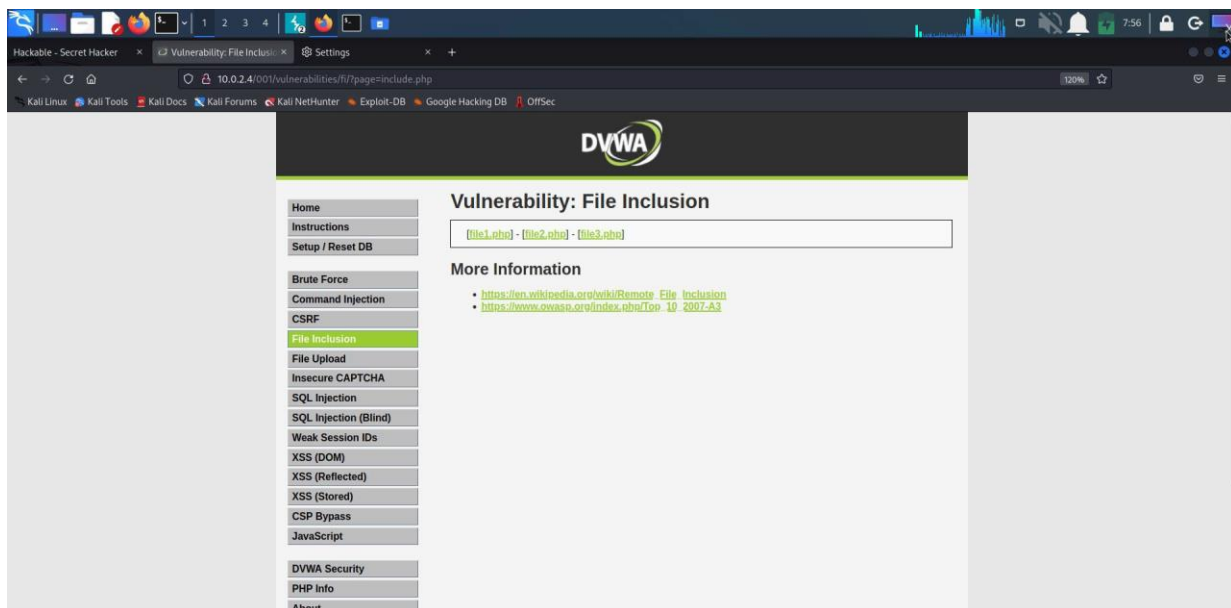 1 2 3 4
7:56
Hackable - Secret Hacker
Vulnerability: File Inclusio
Settings
10.0.2.4/001/vulnerabilities/fi/?page=include.php
120%
Kali Linux Kali Tools Kali Docs Kali Forums Kali NetHunter Exploit-DB Google Hacking DB OffSec
DVWA
Home
Instructions
Setup / Reset DB
Brute Force
Command Injection
CSRF
File Inclusion
File Upload
Insecure CAPTCHA
SQL Injection
SQL Injection (Blind)
Weak Session IDs
XSS (DOM)
XSS (Reflected)
XSS (Stored)
CSP Bypass
JavaScript
DVWA Security
PHP Info
About
Vulnerability: File Inclusion
[file1.php] - [file2.php] - [file3.php]
More Information
• https://en.wikipedia.org/wiki/Remote_File_Inclusion
• https://www.owasp.org/index.php/Top_10_2007-A3